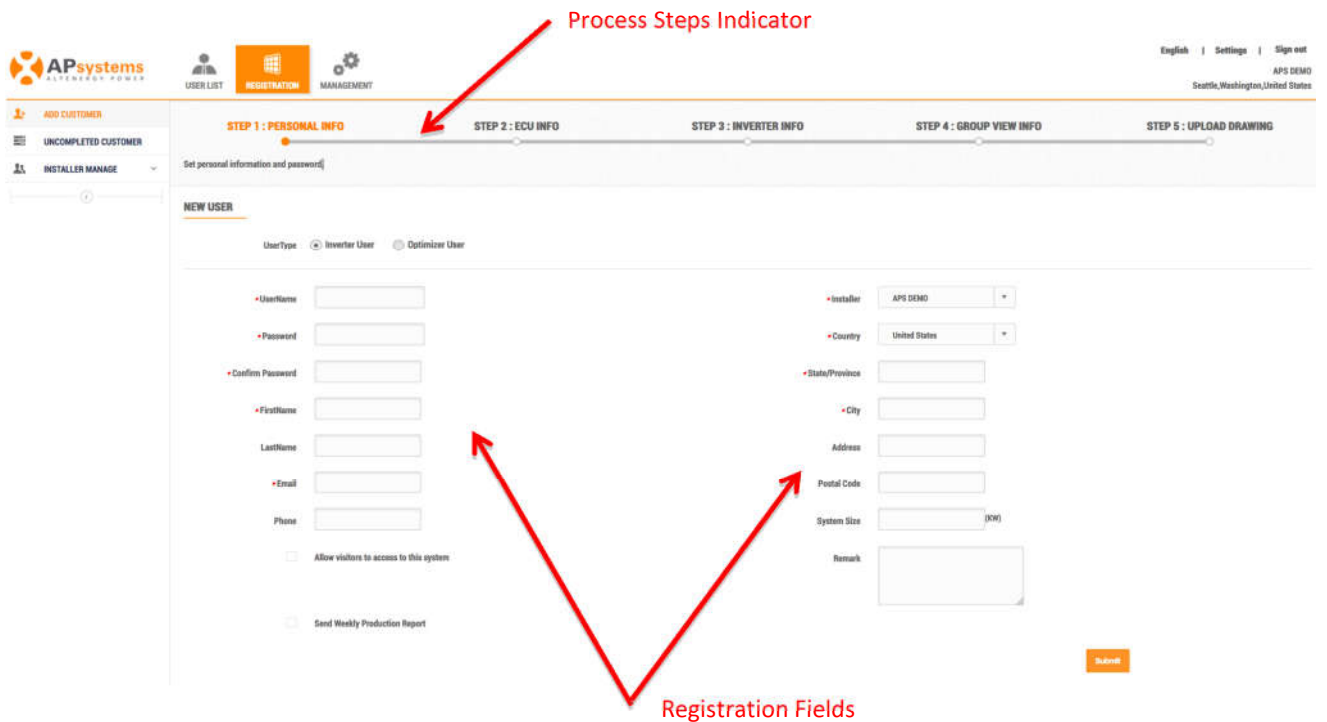 Process Steps Indicator
APsystems
ALTENERGY POWER
USER LIST
REGISTRATION
MANAGEMENT
English | Settings | Sign out
APS DEMO
Seattle,Washington,United States
ADD CUSTOMER
UNCOMPLETED CUSTOMER
INSTALLER MANAGE
STEP 1 : PERSONAL INFO
STEP 2 : ECU INFO
STEP 3 : INVERTER INFO
STEP 4 : GROUP VIEW INFO
STEP 5 : UPLOAD DRAWING
Set personal information and password
NEW USER
UserType Inverter User Optimizer User
*UserName
*Installer APS DEMO
*Password
*Country United States
*Confirm Password
*State/Province
*FirstName
*City
LastName
Address
*Email
Postal Code
Phone
System Size (KW)
Allow visitors to access to this system
Remark
Send Weekly Production Report
Submit
Registration Fields